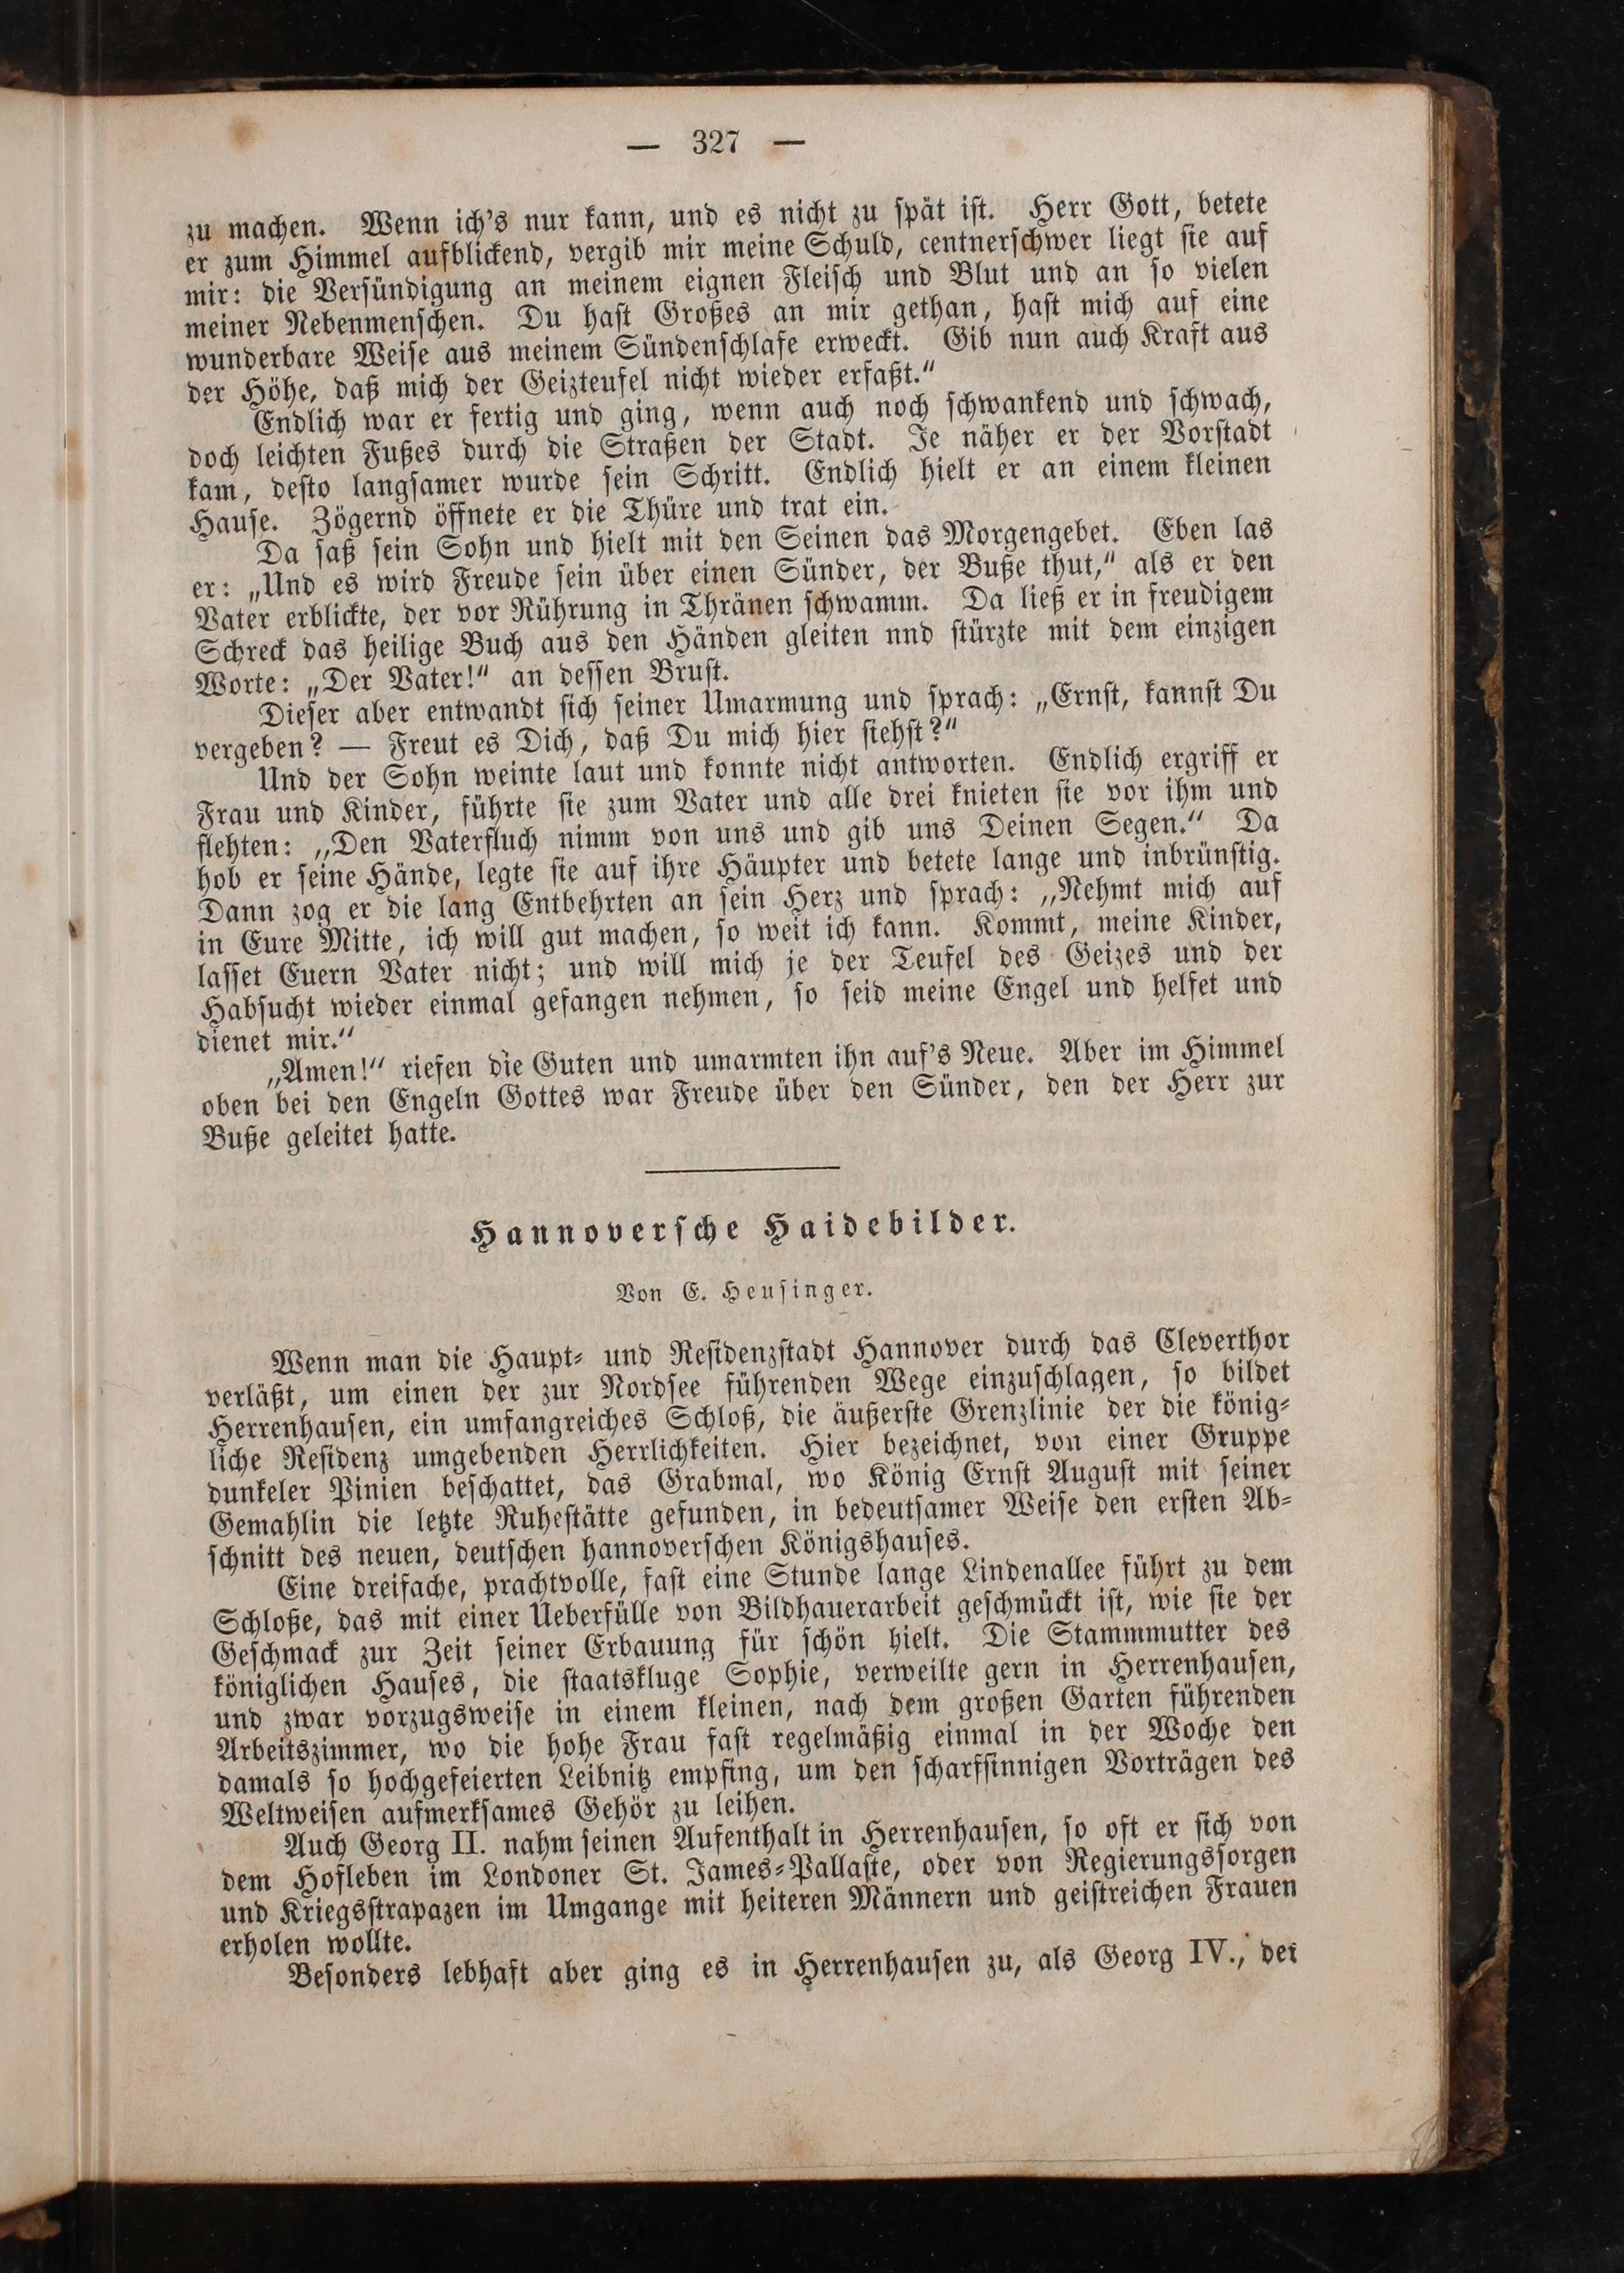 — 327 —
zu machen. Wenn ich's nur kann, und es nicht zu spät ist. Herr Gott, betete
er zum Himmel aufblickend, vergib mir meine Schuld, centnerschwer liegt sie auf
mir: die Versündigung an meinem eignen Fleisch und Blut und an so vielen
meiner Nebenmenschen. Du hast Großes an mir gethan, hast mich auf eine
wunderbare Weise aus meinem Sündenschlafe erweckt. Gib nun auch Kraft aus
der Höhe, daß mich der Geizteufel nicht wieder erfaßt.“
Endlich war er fertig und ging, wenn auch noch schwankend und schwach,
doch leichten Fußes durch die Straßen der Stadt. Je näher er der Vorstadt
kam, desto langsamer wurde sein Schritt. Endlich hielt er an einem kleinen
Hause. Zögernd öffnete er die Thüre und trat ein.
Da saß sein Sohn und hielt mit den Seinen das Morgengebet. Eben las
er: „Und es wird Freude sein über einen Sünder, der Buße thut,“ als er den
Vater erblickte, der vor Rührung in Thränen schwamm. Da ließ er in freudigem
Schreck das heilige Buch aus den Händen gleiten nnd stürzte mit dem einzigen
Worte: „Der Vater!“ an dessen Brust.
Dieser aber entwandt sich seiner Umarmung und sprach: „Ernst, kannst Du
vergeben? — Freut es Dich, daß Du mich hier siehst?“
Und der Sohn weinte laut und konnte nicht antworten. Endlich ergriff er
Frau und Kinder, führte sie zum Vater und alle drei knieten sie vor ihm und
flehten: „Den Vaterfluch nimm von uns und gib uns Deinen Segen.“ Da
hob er seine Hände, legte sie auf ihre Häupter und betete lange und inbrünstig.
Dann zog er die lang Entbehrten an sein Herz und sprach: „Nehmt mich auf
in Eure Mitte, ich will gut machen, so weit ich kann. Kommt, meine Kinder,
lasset Euern Vater nicht; und will mich je der Teufel des Geizes und der
Habsucht wieder einmal gefangen nehmen, so seid meine Engel und helfet und
dienet mir.“
„Amen!“ riefen die Guten und umarmten ihn auf's Neue. Aber im Himmel
oben bei den Engeln Gottes war Freude über den Sünder, den der Herr zur
Buße geleitet hatte.
Hannoversche Haidebilder.
Von E. Heusinger.
Wenn man die Haupt- und Residenzstadt Hannover durch das Cleverthor
verläßt, um einen der zur Nordsee führenden Wege einzuschlagen, so bildet
Herrenhausen, ein umfangreiches Schloß, die äußerste Grenzlinie der die könig-
liche Residenz umgebenden Herrlichkeiten. Hier bezeichnet, von einer Gruppe
dunkeler Pinien beschattet, das Grabmal, wo König Ernst August mit seiner
Gemahlin die letzte Ruhestätte gefunden, in bedeutsamer Weise den ersten Ab-
schnitt des neuen, deutschen hannoverschen Königshauses.
Eine dreifache, prachtvolle, fast eine Stunde lange Lindenallee führt zu dem
Schloße, das mit einer Ueberfülle von Bildhauerarbeit geschmückt ist, wie sie der
Geschmack zur Zeit seiner Erbauung für schön hielt. Die Stammmutter des
königlichen Hauses, die staatskluge Sophie, verweilte gern in Herrenhausen,
und zwar vorzugsweise in einem kleinen, nach dem großen Garten führenden
Arbeitszimmer, wo die hohe Frau fast regelmäßig einmal in der Woche den
damals so hochgefeierten Leibnitz empfing, um den scharfsinnigen Vorträgen des
Weltweisen aufmerksames Gehör zu leihen.
Auch Georg II. nahm seinen Aufenthalt in Herrenhausen, so oft er sich von
dem Hofleben im Londoner St. James-Pallaste, oder von Regierungssorgen
und Kriegsstrapazen im Umgange mit heiteren Männern und geistreichen Frauen
erholen wollte.
Besonders lebhaft aber ging es in Herrenhausen zu, als Georg IV., der